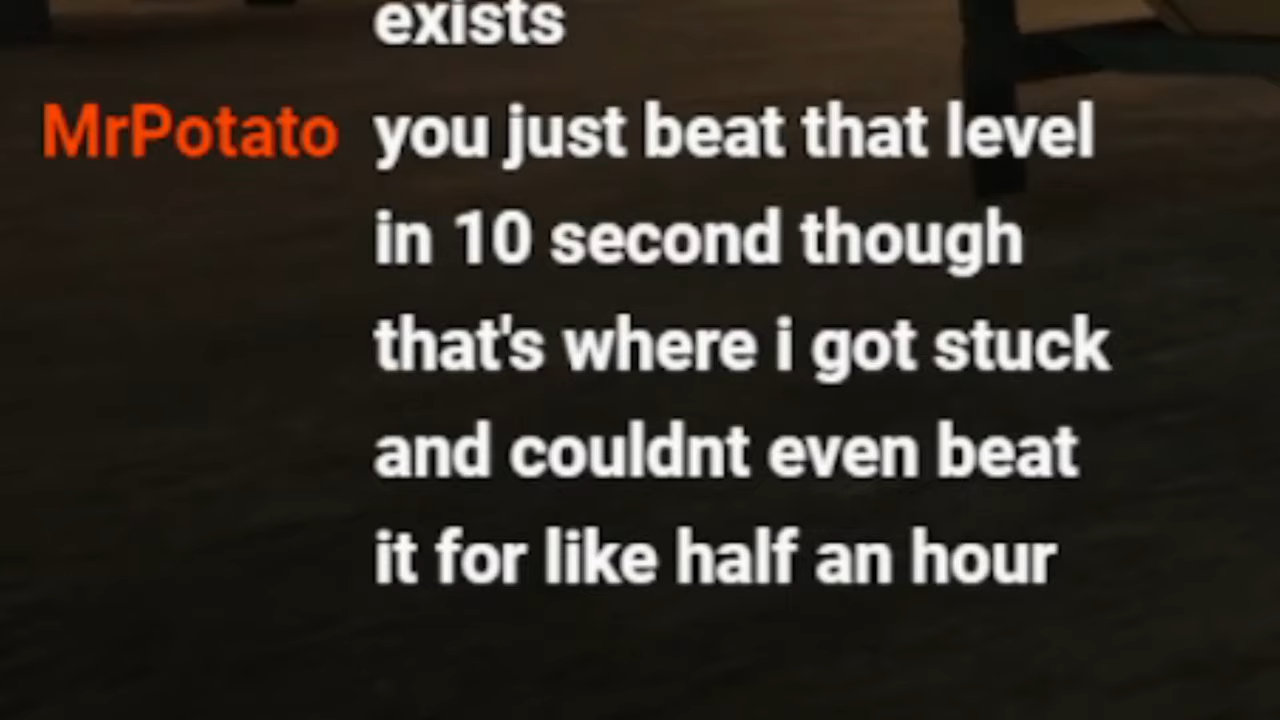 exists
MrPotato you just beat that level
in 10 second though
that's where i got stuck
and couldnt even beat
it for like half an hour